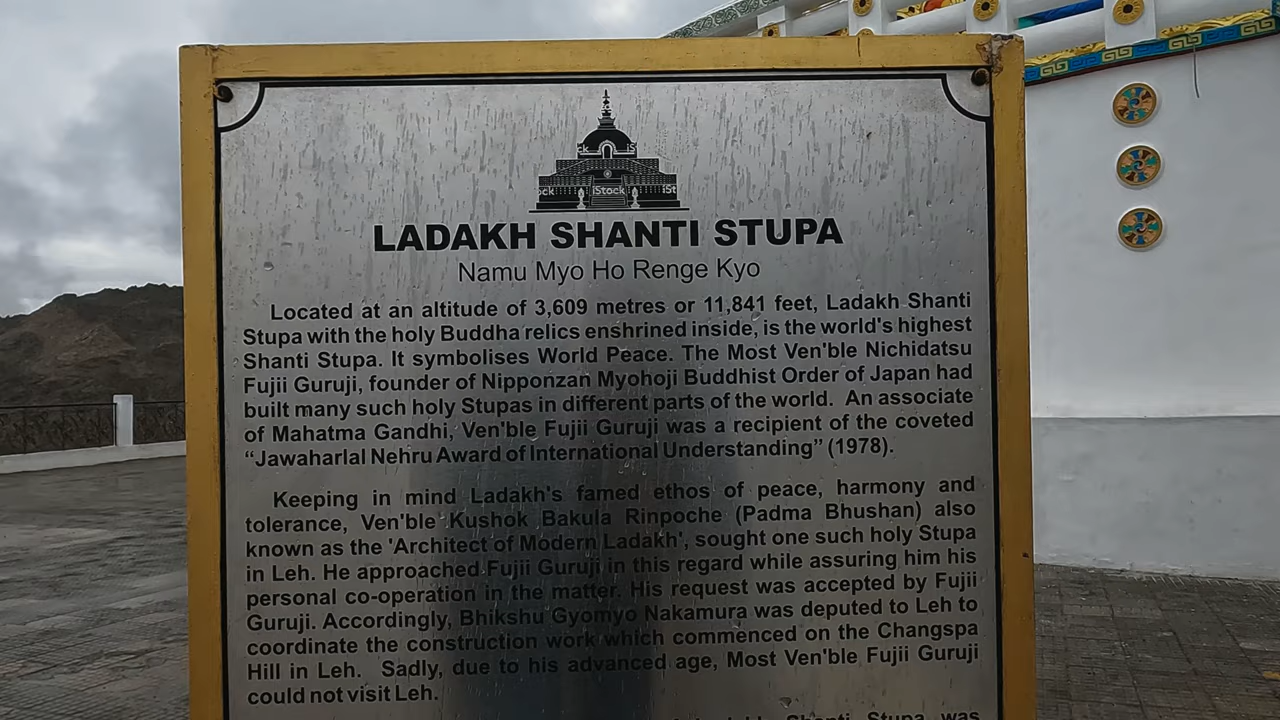 iStock
LADAKH SHANTI STUPA
Namu Myo Ho Renge Kyo
Located at an altitude of 3,609 metres or 11,841 feet, Ladakh Shanti
Stupa with the holy Buddha relics enshrined inside, is the world's highest
Shanti Stupa. It symbolises World Peace. The Most Ven'ble Nichidatsu
Fujii Guruji, founder of Nipponzan Myohoji Buddhist Order of Japan had
built many such holy Stupas in different parts of the world. An associate
of Mahatma Gandhi, Ven'ble Fujii Guruji was a recipient of the coveted
“Jawaharlal Nehru Award of International Understanding” (1978).
Keeping in mind Ladakh's famed ethos of peace, harmony and
tolerance, Ven'ble Kushok Bakula Rinpoche (Padma Bhushan) also
known as the 'Architect of Modern Ladakh', sought one such holy Stupa
in Leh. He approached Fujii Guruji in this regard while assuring him his
personal co-operation in the matter. His request was accepted by Fujii
Guruji. Accordingly, Bhikshu Gyomyo Nakamura was deputed to Leh to
coordinate the construction work which commenced on the Changspa
Hill in Leh. Sadly, due to his advanced age, Most Ven'ble Fujii Guruji
could not visit Leh.
Shanti Stupa was